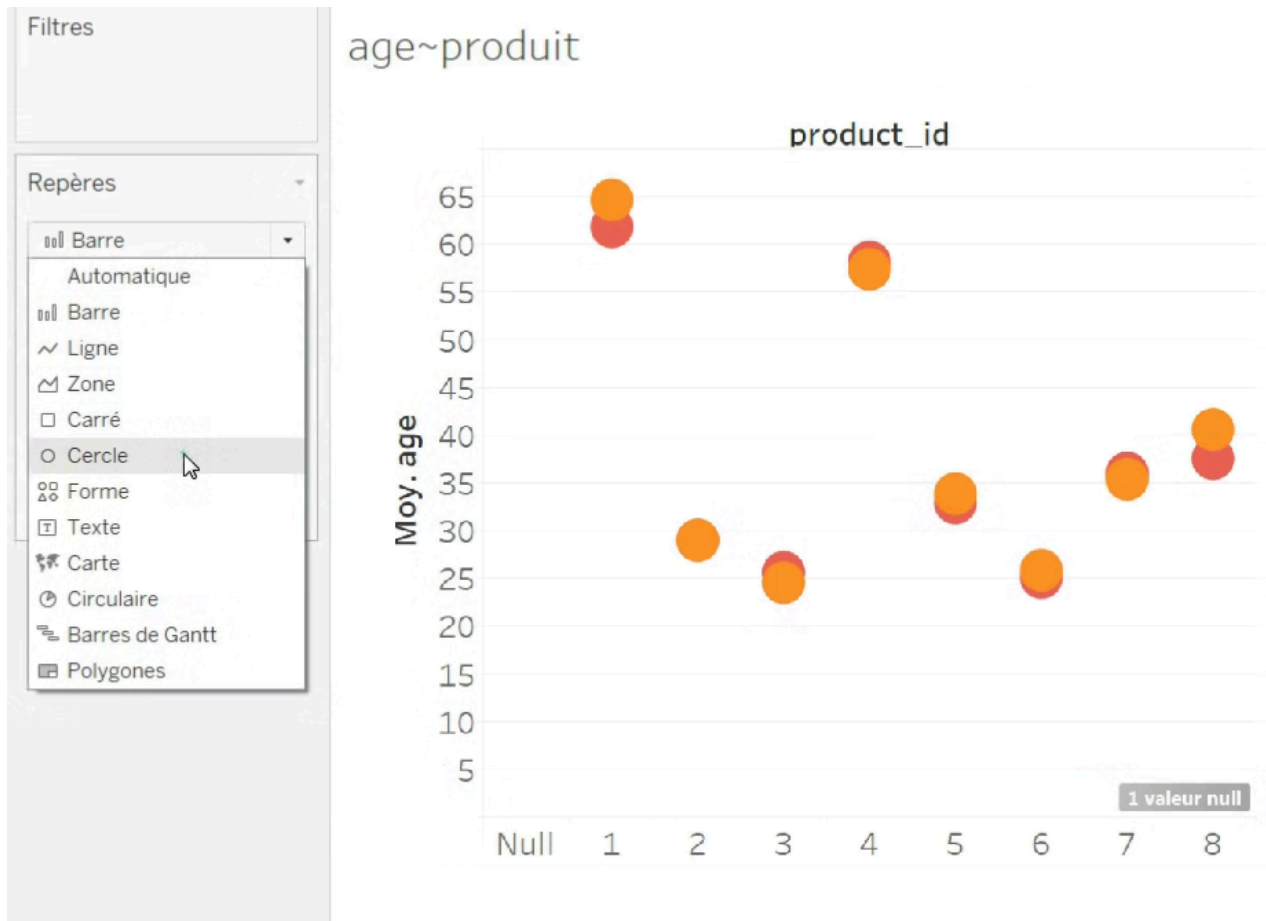 Filtres
Repères
Barre
Automatique
Barre
Ligne
Zone
Carré
Cercle
Forme
Texte
Carte
Circulaire
Barres de Gantt
Polygones
age~produit
product_id
65
60
55
50
45
40
35
30
25
20
15
10
5
Moy. age
1 valeur null
Null 1 2 3 4 5 6 7 8